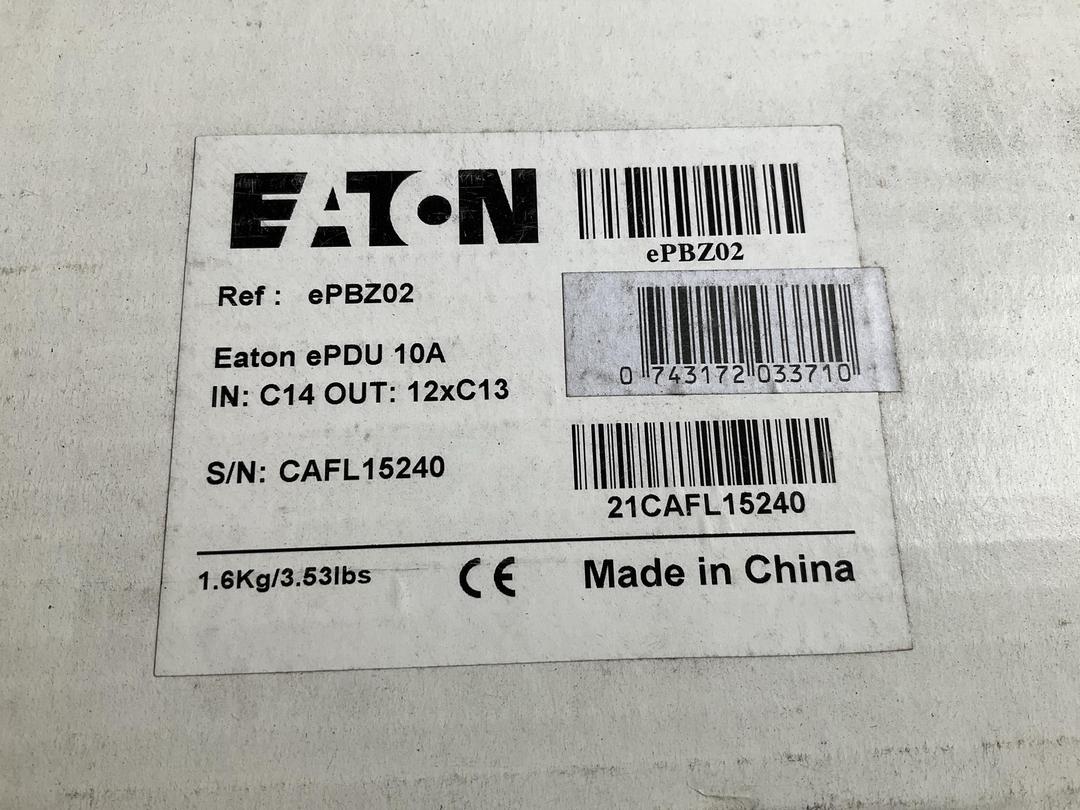 EATON
ePBZ02
Ref : ePBZ02
0 743172 033710
Eaton ePDU 10A
IN: C14 OUT: 12xC13
S/N: CAFL15240
21CAFL15240
1.6Kg/3.53lbs CE Made in China